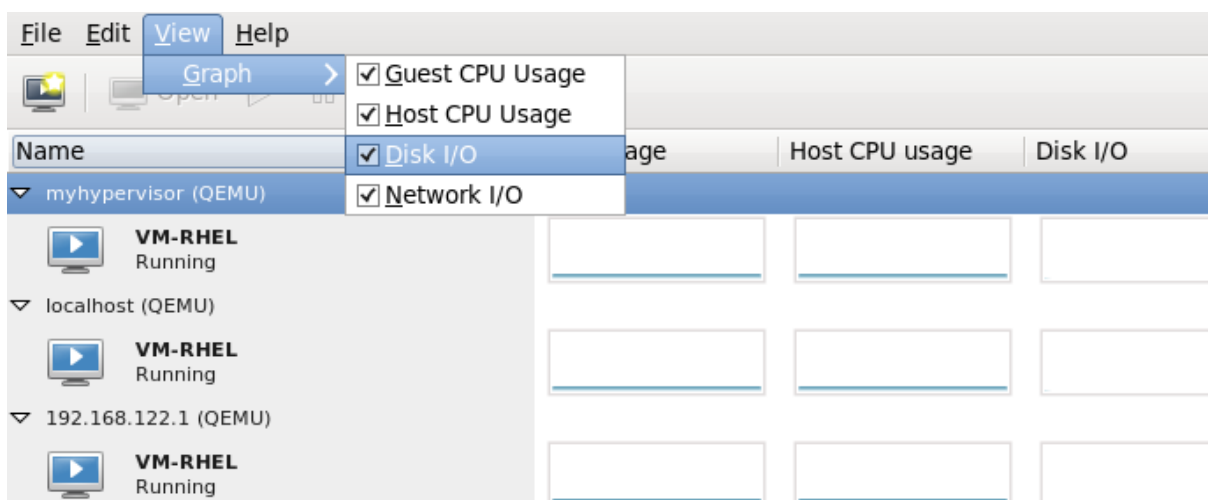 File Edit View Help
Graph
Guest CPU Usage
Host CPU Usage
Disk I/O
Network I/O
Open
Name age Host CPU usage Disk I/O
myhypervisor (QEMU)
VM-RHEL
Running
localhost (QEMU)
VM-RHEL
Running
192.168.122.1 (QEMU)
VM-RHEL
Running